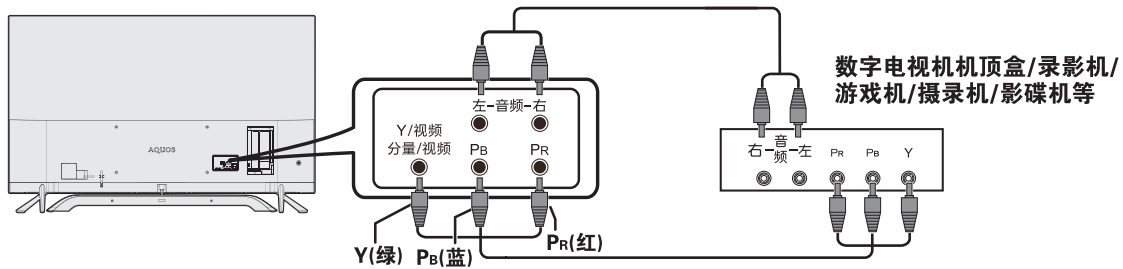 AQUOS
左-音频-右
Y/视频
分量/视频
PB
PR
Y(绿)
PB(蓝)
PR(红)
数字电视机机顶盒/录影机/
游戏机/摄录机/影碟机等
右-音频-左
PR
PB
Y